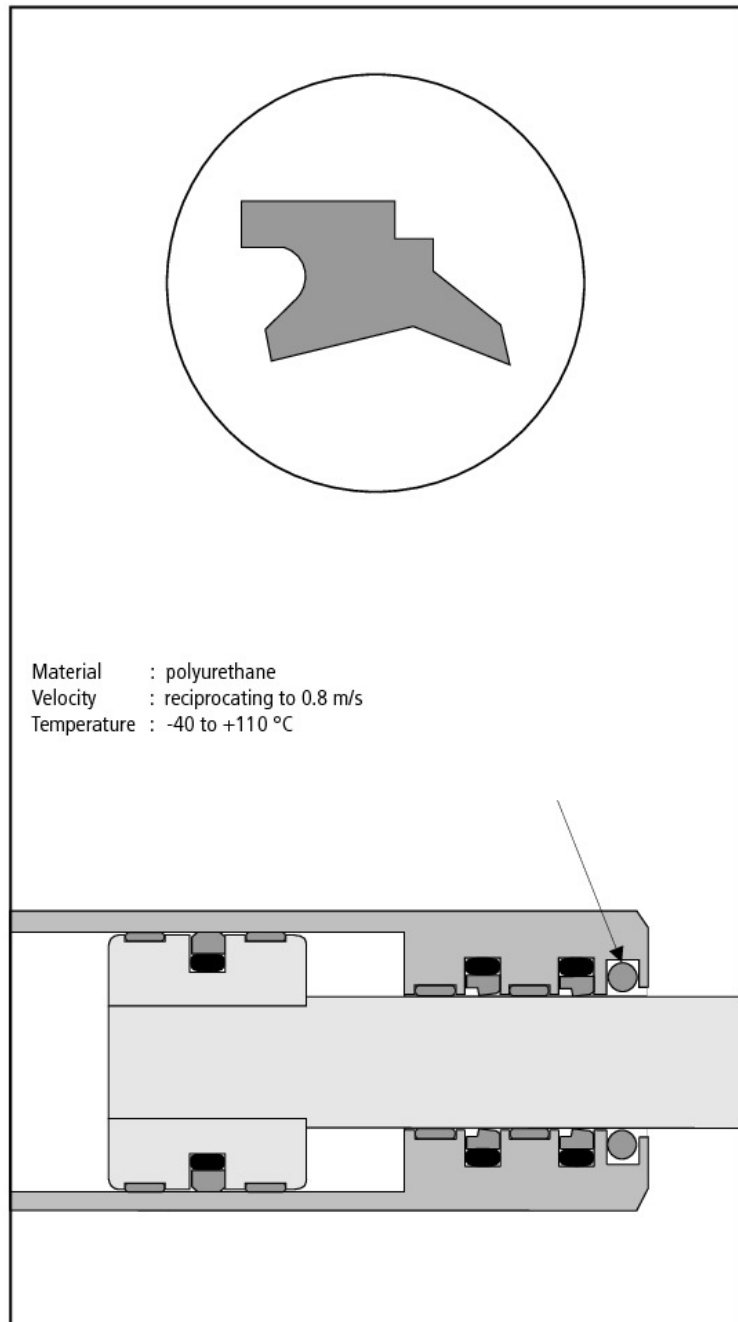 Material : polyurethane
Velocity : reciprocating to 0.8 m/s
Temperature : -40 to +110 °C